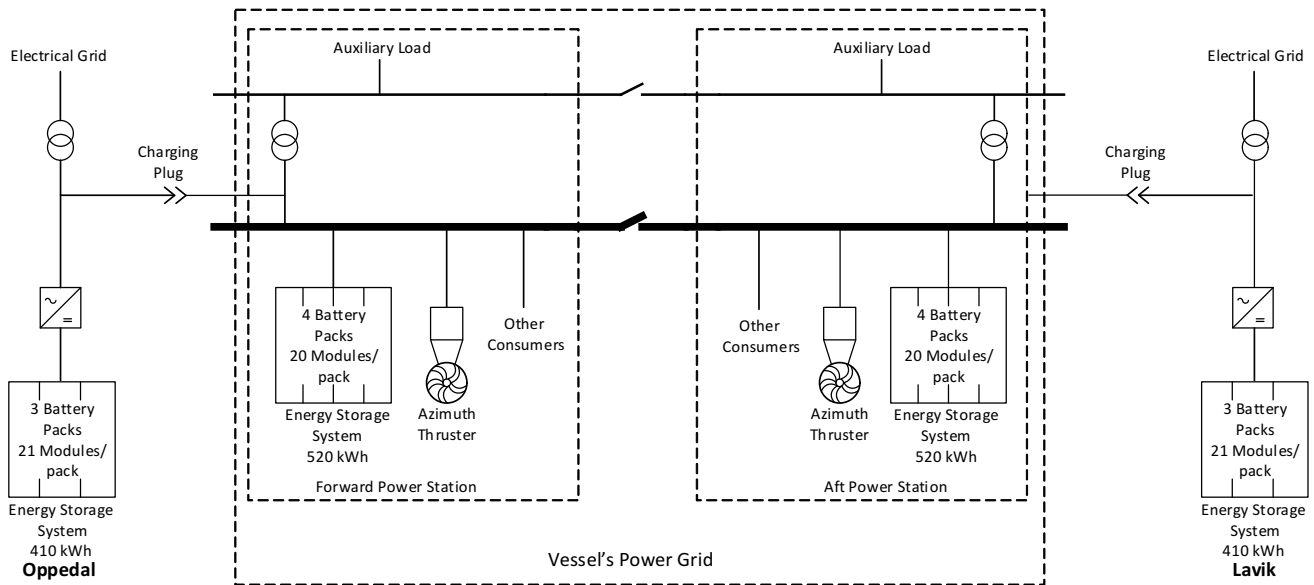 Electrical Grid
Charging
Plug
3 Battery
Packs
21 Modules/
pack
Energy Storage
System
410 kWh
Oppedal
Auxiliary Load
4 Battery
Packs
20 Modules/
pack
Energy Storage
System
520 kWh
Azimuth
Thruster
Other
Consumers
Forward Power Station
Auxiliary Load
Other
Consumers
Azimuth
Thruster
4 Battery
Packs
20 Modules/
pack
Energy Storage
System
520 kWh
Aft Power Station
Vessel's Power Grid
Electrical Grid
Charging
Plug
3 Battery
Packs
21 Modules/
pack
Energy Storage
System
410 kWh
Lavik